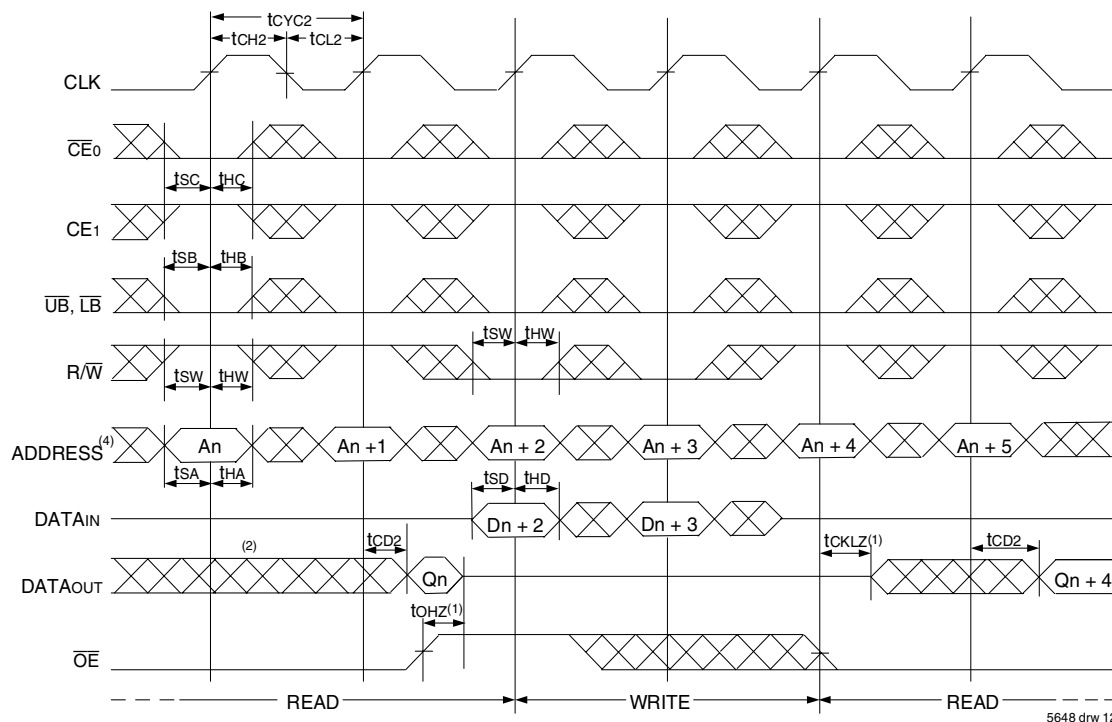 tCYC2
tCH2 tCL2
CLK
CE0
tSC tHC
CE1
tSB tHB
UB, LB
tSW tHW
R/W
tSW tHW
ADDRESS(4) An An +1 An + 2 An + 3 An + 4 An + 5
tSA tHA tSD tHD
DATAIN Dn + 2 Dn + 3
(2) tCD2 tCKLZ(1) tCD2
DATAOUT Qn Qn + 4
tOHZ(1)
OE
READ WRITE READ
5648 drw 12